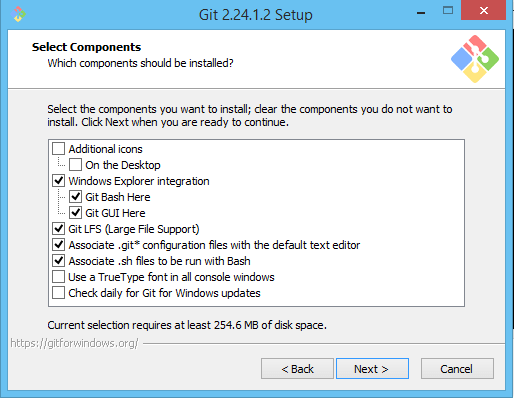 Git 2.24.1.2 Setup
Select Components
Which components should be installed?
Select the components you want to install; clear the components you do not want to
install. Click Next when you are ready to continue.
Additional icons
On the Desktop
Windows Explorer integration
Git Bash Here
Git GUI Here
Git LFS (Large File Support)
Associate .git* configuration files with the default text editor
Associate .sh files to be run with Bash
Use a TrueType font in all console windows
Check daily for Git for Windows updates
Current selection requires at least 254.6 MB of disk space.
https://gitforwindows.org/
< Back
Next >
Cancel